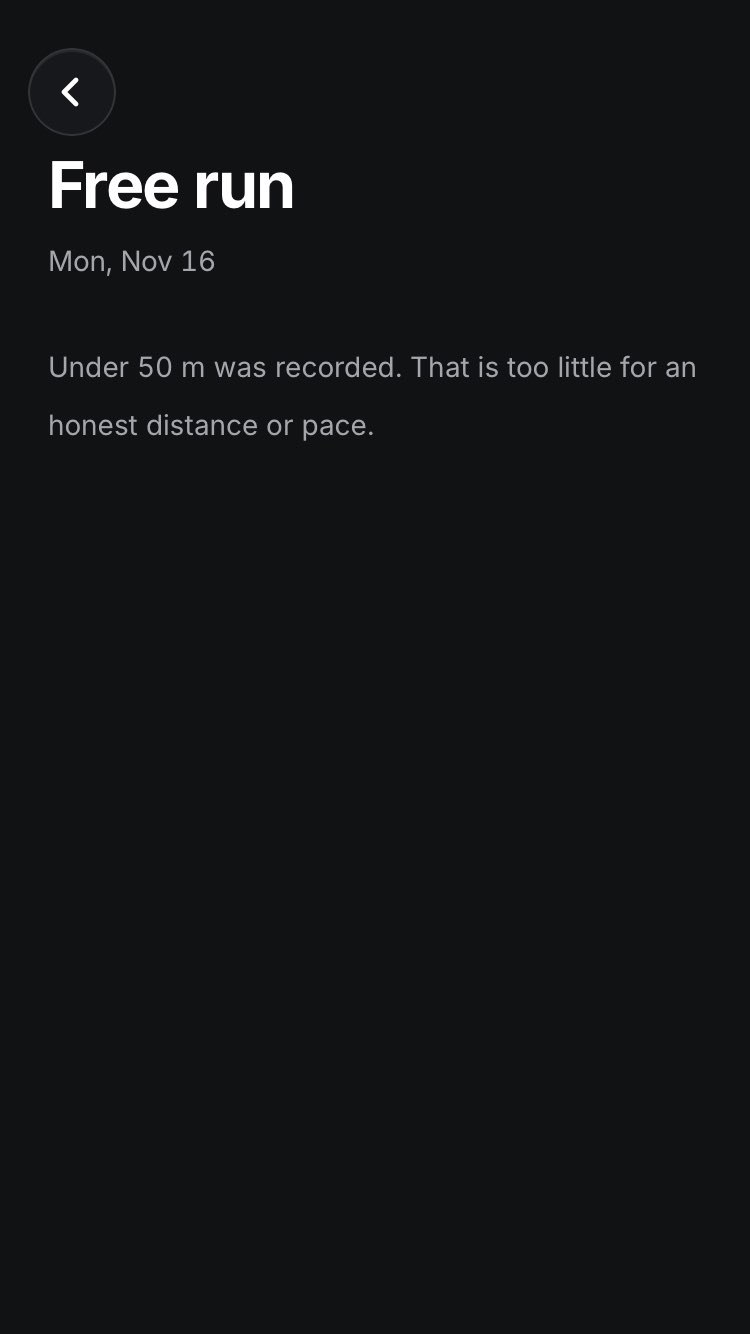 Free run
Mon, Nov 16
Under 50 m was recorded. That is too little for an
honest distance or pace.